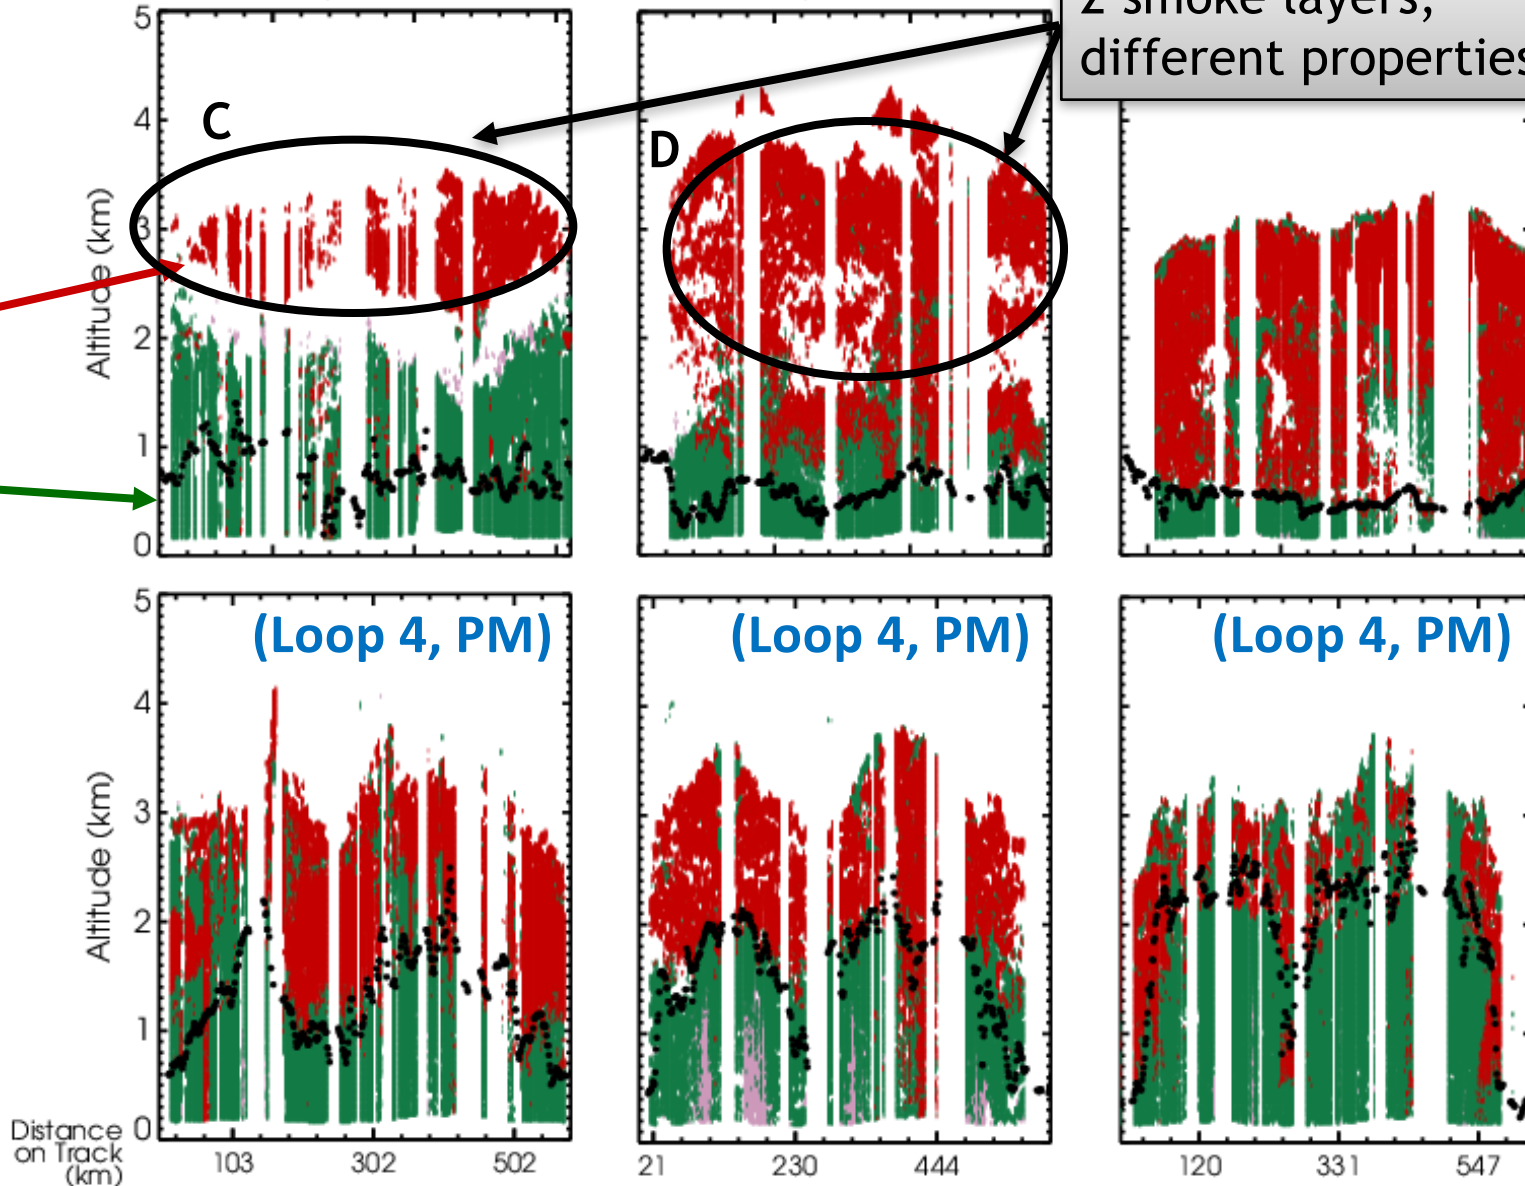 2 smoke layers,
different properties
5
4
3
2
1
0
Altitude (km)
C
D
5
4
3
2
1
0
Altitude (km)
(Loop 4, PM)
(Loop 4, PM)
(Loop 4, PM)
Distance
on Track
(km)
103 302 502
21 230 444
120 331 547